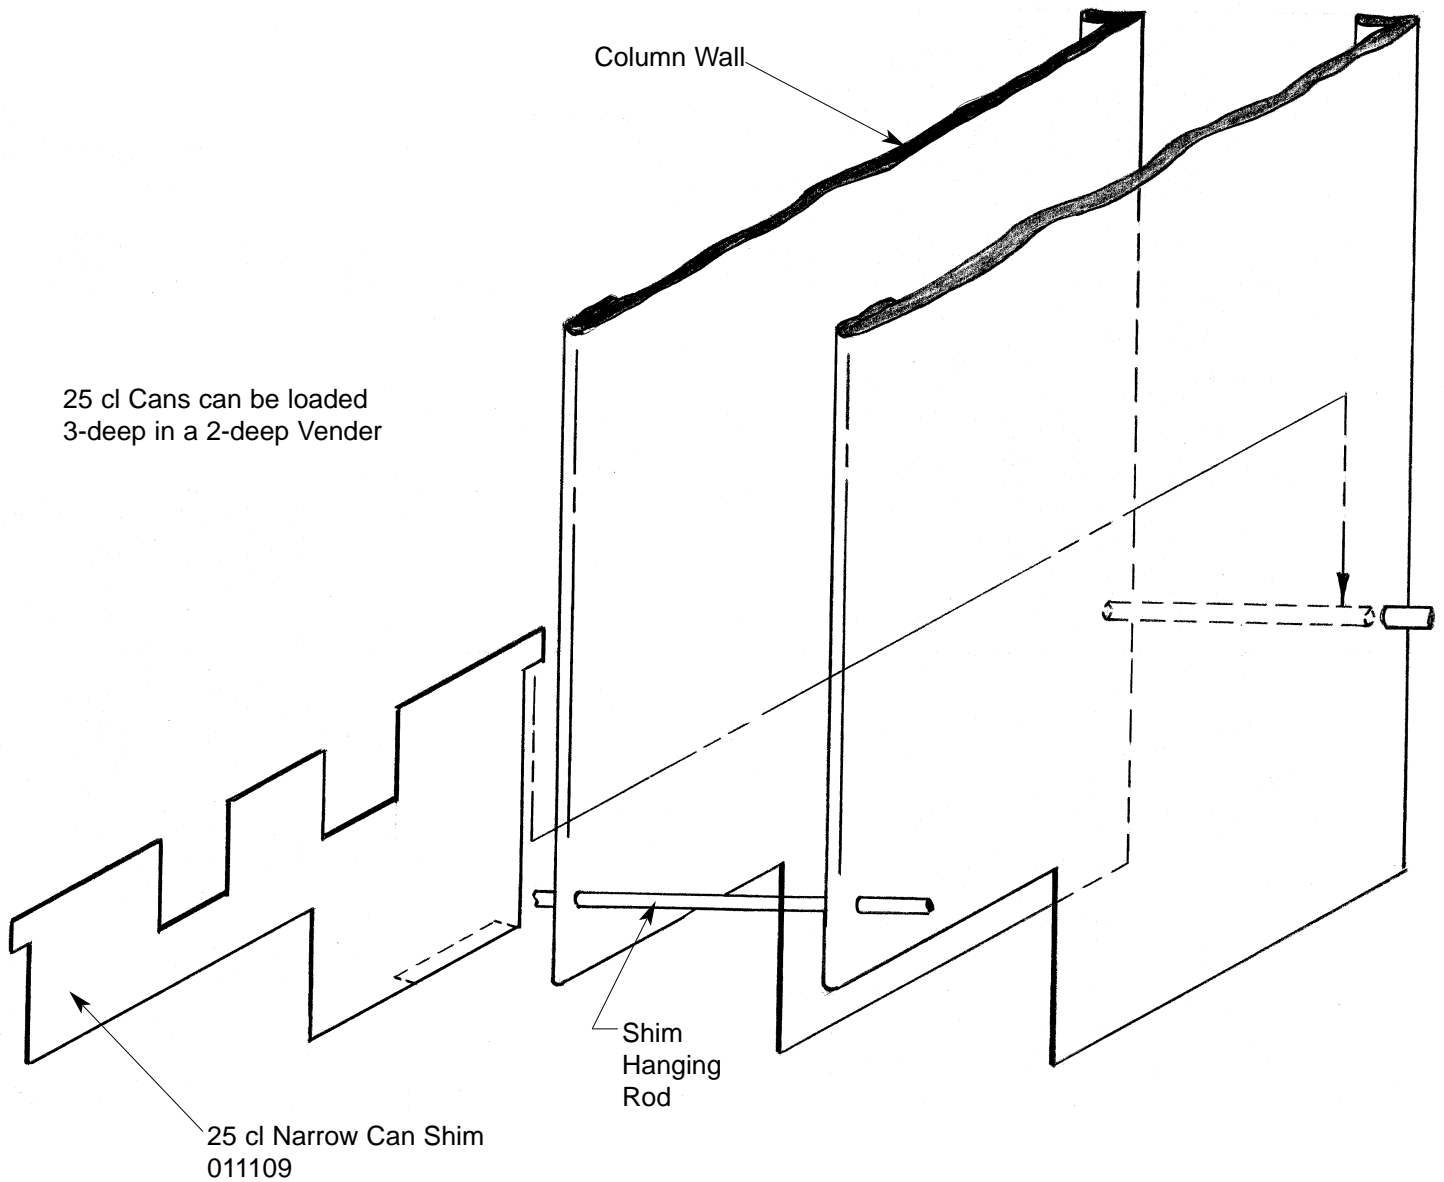 Column Wall
25 cl Cans can be loaded
3-deep in a 2-deep Vender
Shim
Hanging
Rod
25 cl Narrow Can Shim
011109